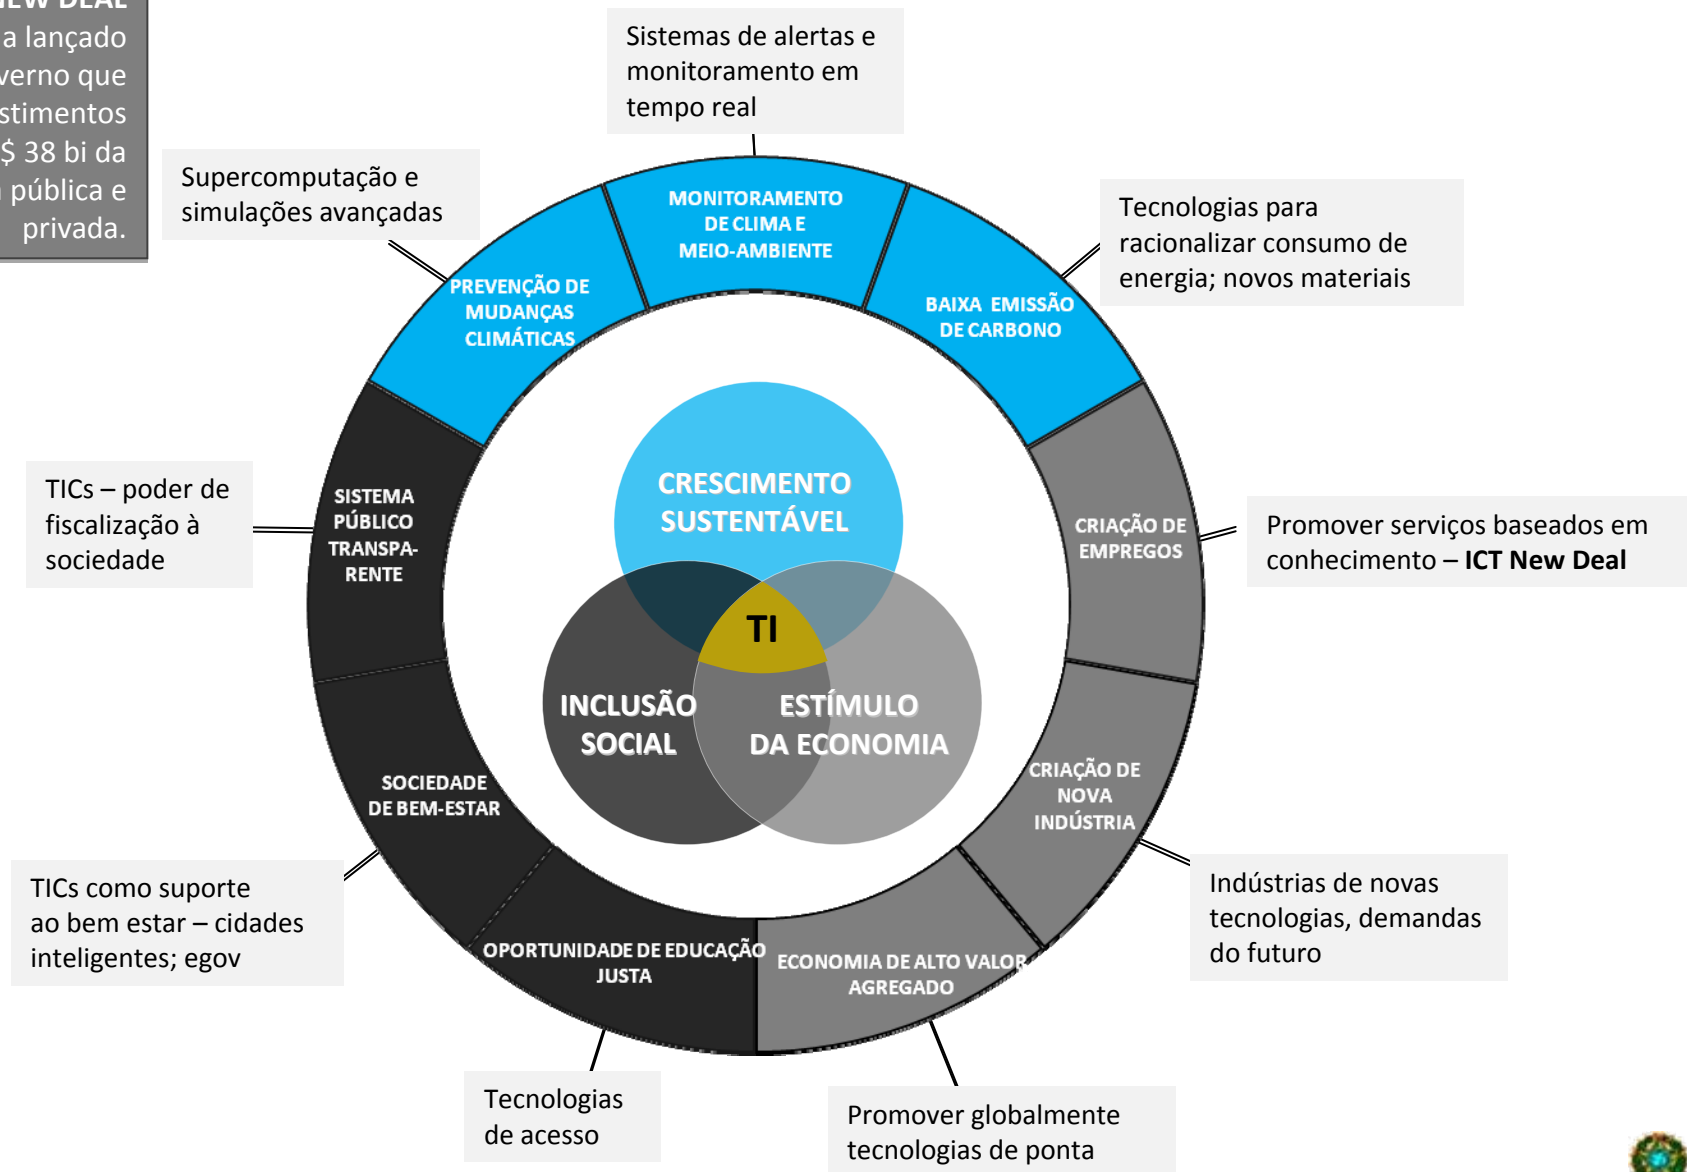 NEW DEAL
a lançado
verno que
stimentos
$ 38 bi da
pública e
privada.
Sistemas de alertas e
monitoramento em
tempo real
Supercomputação e
simulações avançadas
Tecnologias para
racionalizar consumo de
energia; novos materiais
MONITORAMENTO
DE CLIMA E
MEIO-AMBIENTE
PREVENÇÃO DE
MUDANÇAS
CLIMÁTICAS
BAIXA EMISSÃO
DE CARBONO
CRESCIMENTO
SUSTENTÁVEL
TICs – poder de
fiscalização à
sociedade
SISTEMA
PÚBLICO
TRANSPA-
RENTE
CRIAÇÃO DE
EMPREGOS
Promover serviços baseados em
conhecimento – ICT New Deal
TI
INCLUSÃO
SOCIAL
ESTÍMULO
DA ECONOMIA
SOCIEDADE
DE BEM-ESTAR
CRIAÇÃO DE
NOVA
INDÚSTRIA
TICs como suporte
ao bem estar – cidades
inteligentes; egov
Indústrias de novas
tecnologias, demandas
do futuro
OPORTUNIDADE DE EDUCAÇÃO
JUSTA
ECONOMIA DE ALTO VALOR
AGREGADO
Tecnologias
de acesso
Promover globalmente
tecnologias de ponta